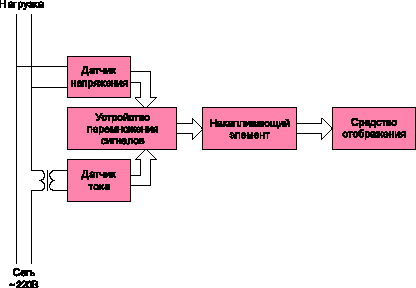 Нагрузка
Датчик
напряжения
Устройство
перемножения
сигналов
Накапливающий
элемент
Средство
отображения
Датчик
тока
Сеть
~220В